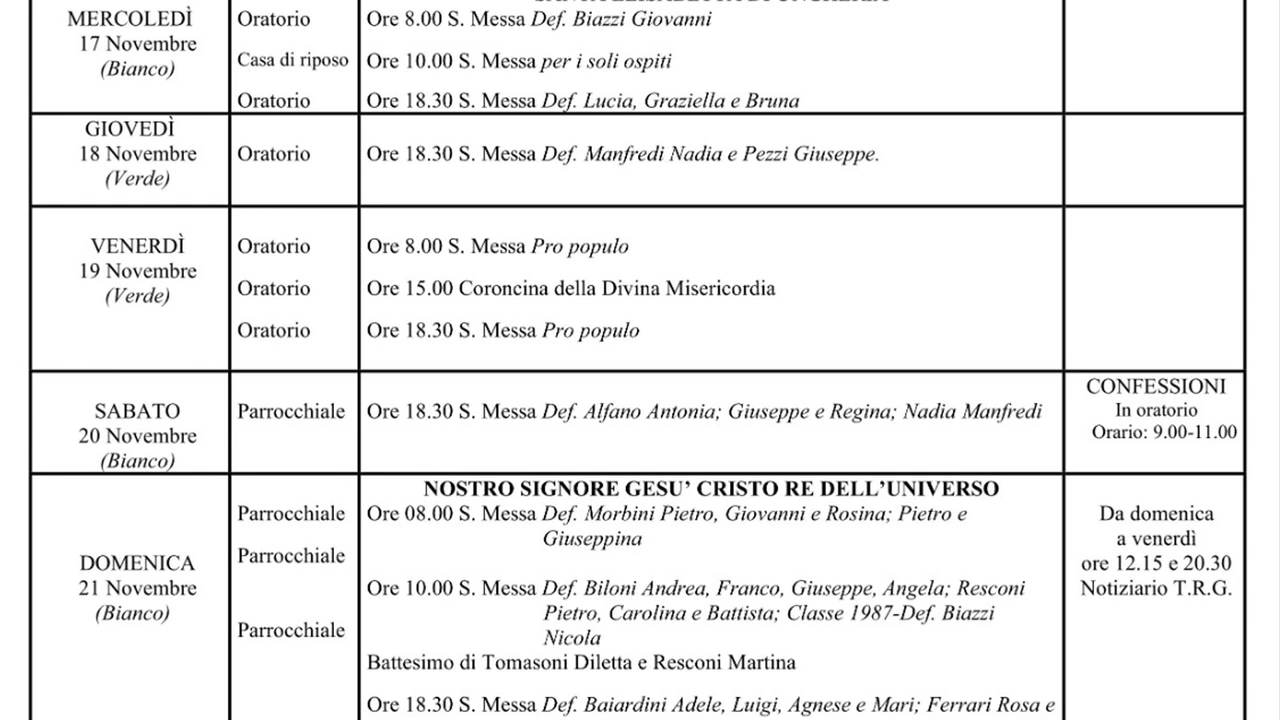 SANTA ELISABETTA D'UNGHERIA
MERCOLEDÌ
17 Novembre
(Bianco)
Oratorio
Ore 8.00 S. Messa Def. Biazzi Giovanni
Casa di riposo
Ore 10.00 S. Messa per i soli ospiti
Oratorio
Ore 18.30 S. Messa Def. Lucia, Graziella e Bruna
GIOVEDÌ
18 Novembre
(Verde)
Oratorio
Ore 18.30 S. Messa Def. Manfredi Nadia e Pezzi Giuseppe.
VENERDÌ
19 Novembre
(Verde)
Oratorio
Ore 8.00 S. Messa Pro populo
Oratorio
Ore 15.00 Coroncina della Divina Misericordia
Oratorio
Ore 18.30 S. Messa Pro populo
SABATO
20 Novembre
(Bianco)
Parrocchiale
Ore 18.30 S. Messa Def. Alfano Antonia; Giuseppe e Regina; Nadia Manfredi
CONFESSIONI
In oratorio
Orario: 9.00-11.00
DOMENICA
21 Novembre
(Bianco)
NOSTRO SIGNORE GESU' CRISTO RE DELL'UNIVERSO
Parrocchiale
Ore 08.00 S. Messa Def. Morbini Pietro, Giovanni e Rosina; Pietro e
Giuseppina
Parrocchiale
Ore 10.00 S. Messa Def. Biloni Andrea, Franco, Giuseppe, Angela; Resconi
Pietro, Carolina e Battista; Classe 1987-Def. Biazzi
Nicola
Parrocchiale
Battesimo di Tomasoni Diletta e Resconi Martina
Ore 18.30 S. Messa Def. Baiardini Adele, Luigi, Agnese e Mari; Ferrari Rosa e
Da domenica
a venerdì
ore 12.15 e 20.30
Notiziario T.R.G.